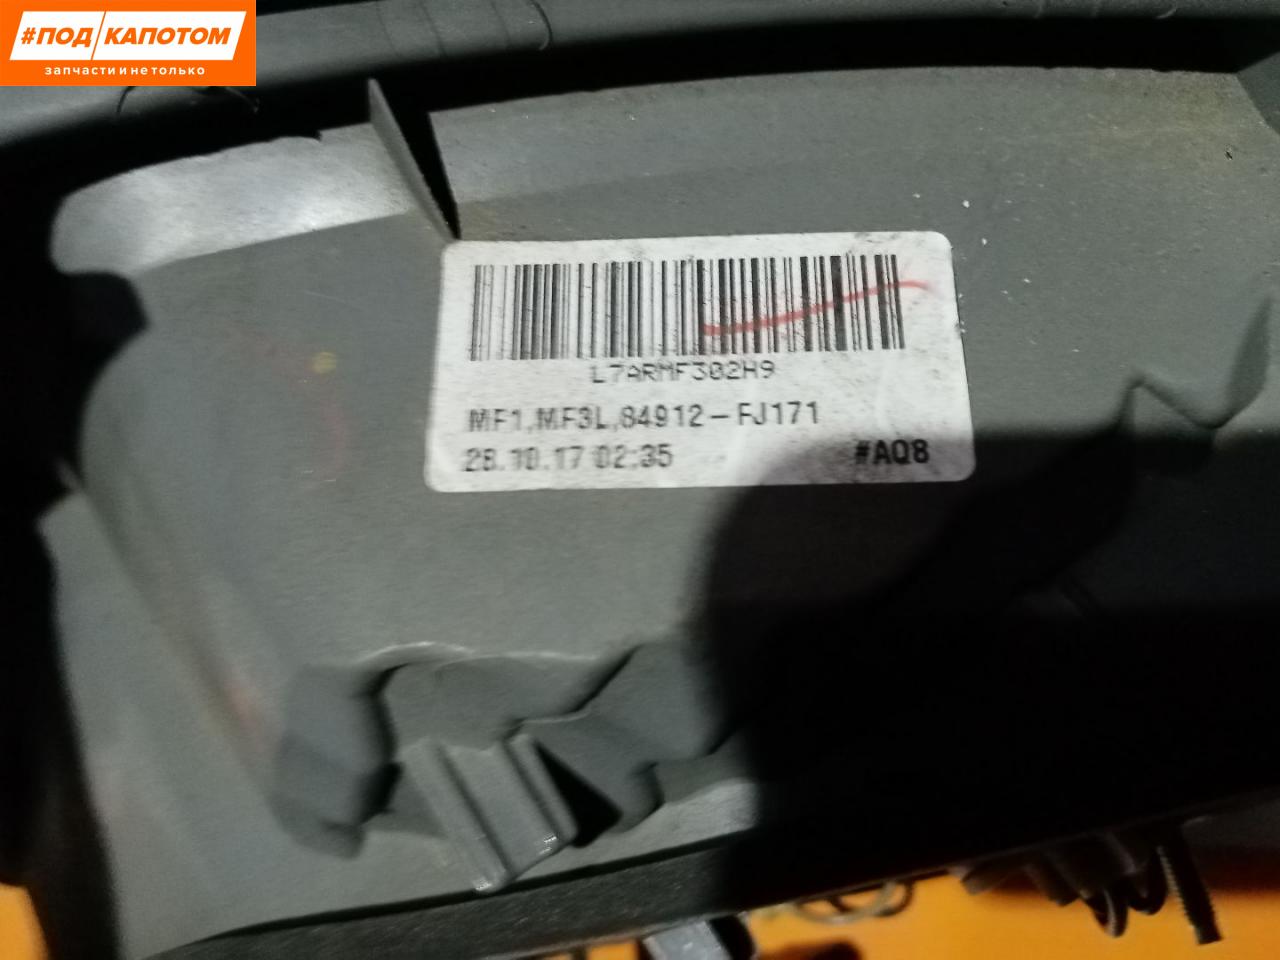 #ПОД КАПОТОМ
запчасти и не только
L7ARMF302H9
MF1,MF3L,84912-FJ171
28.10.17 02:35 #AQ8